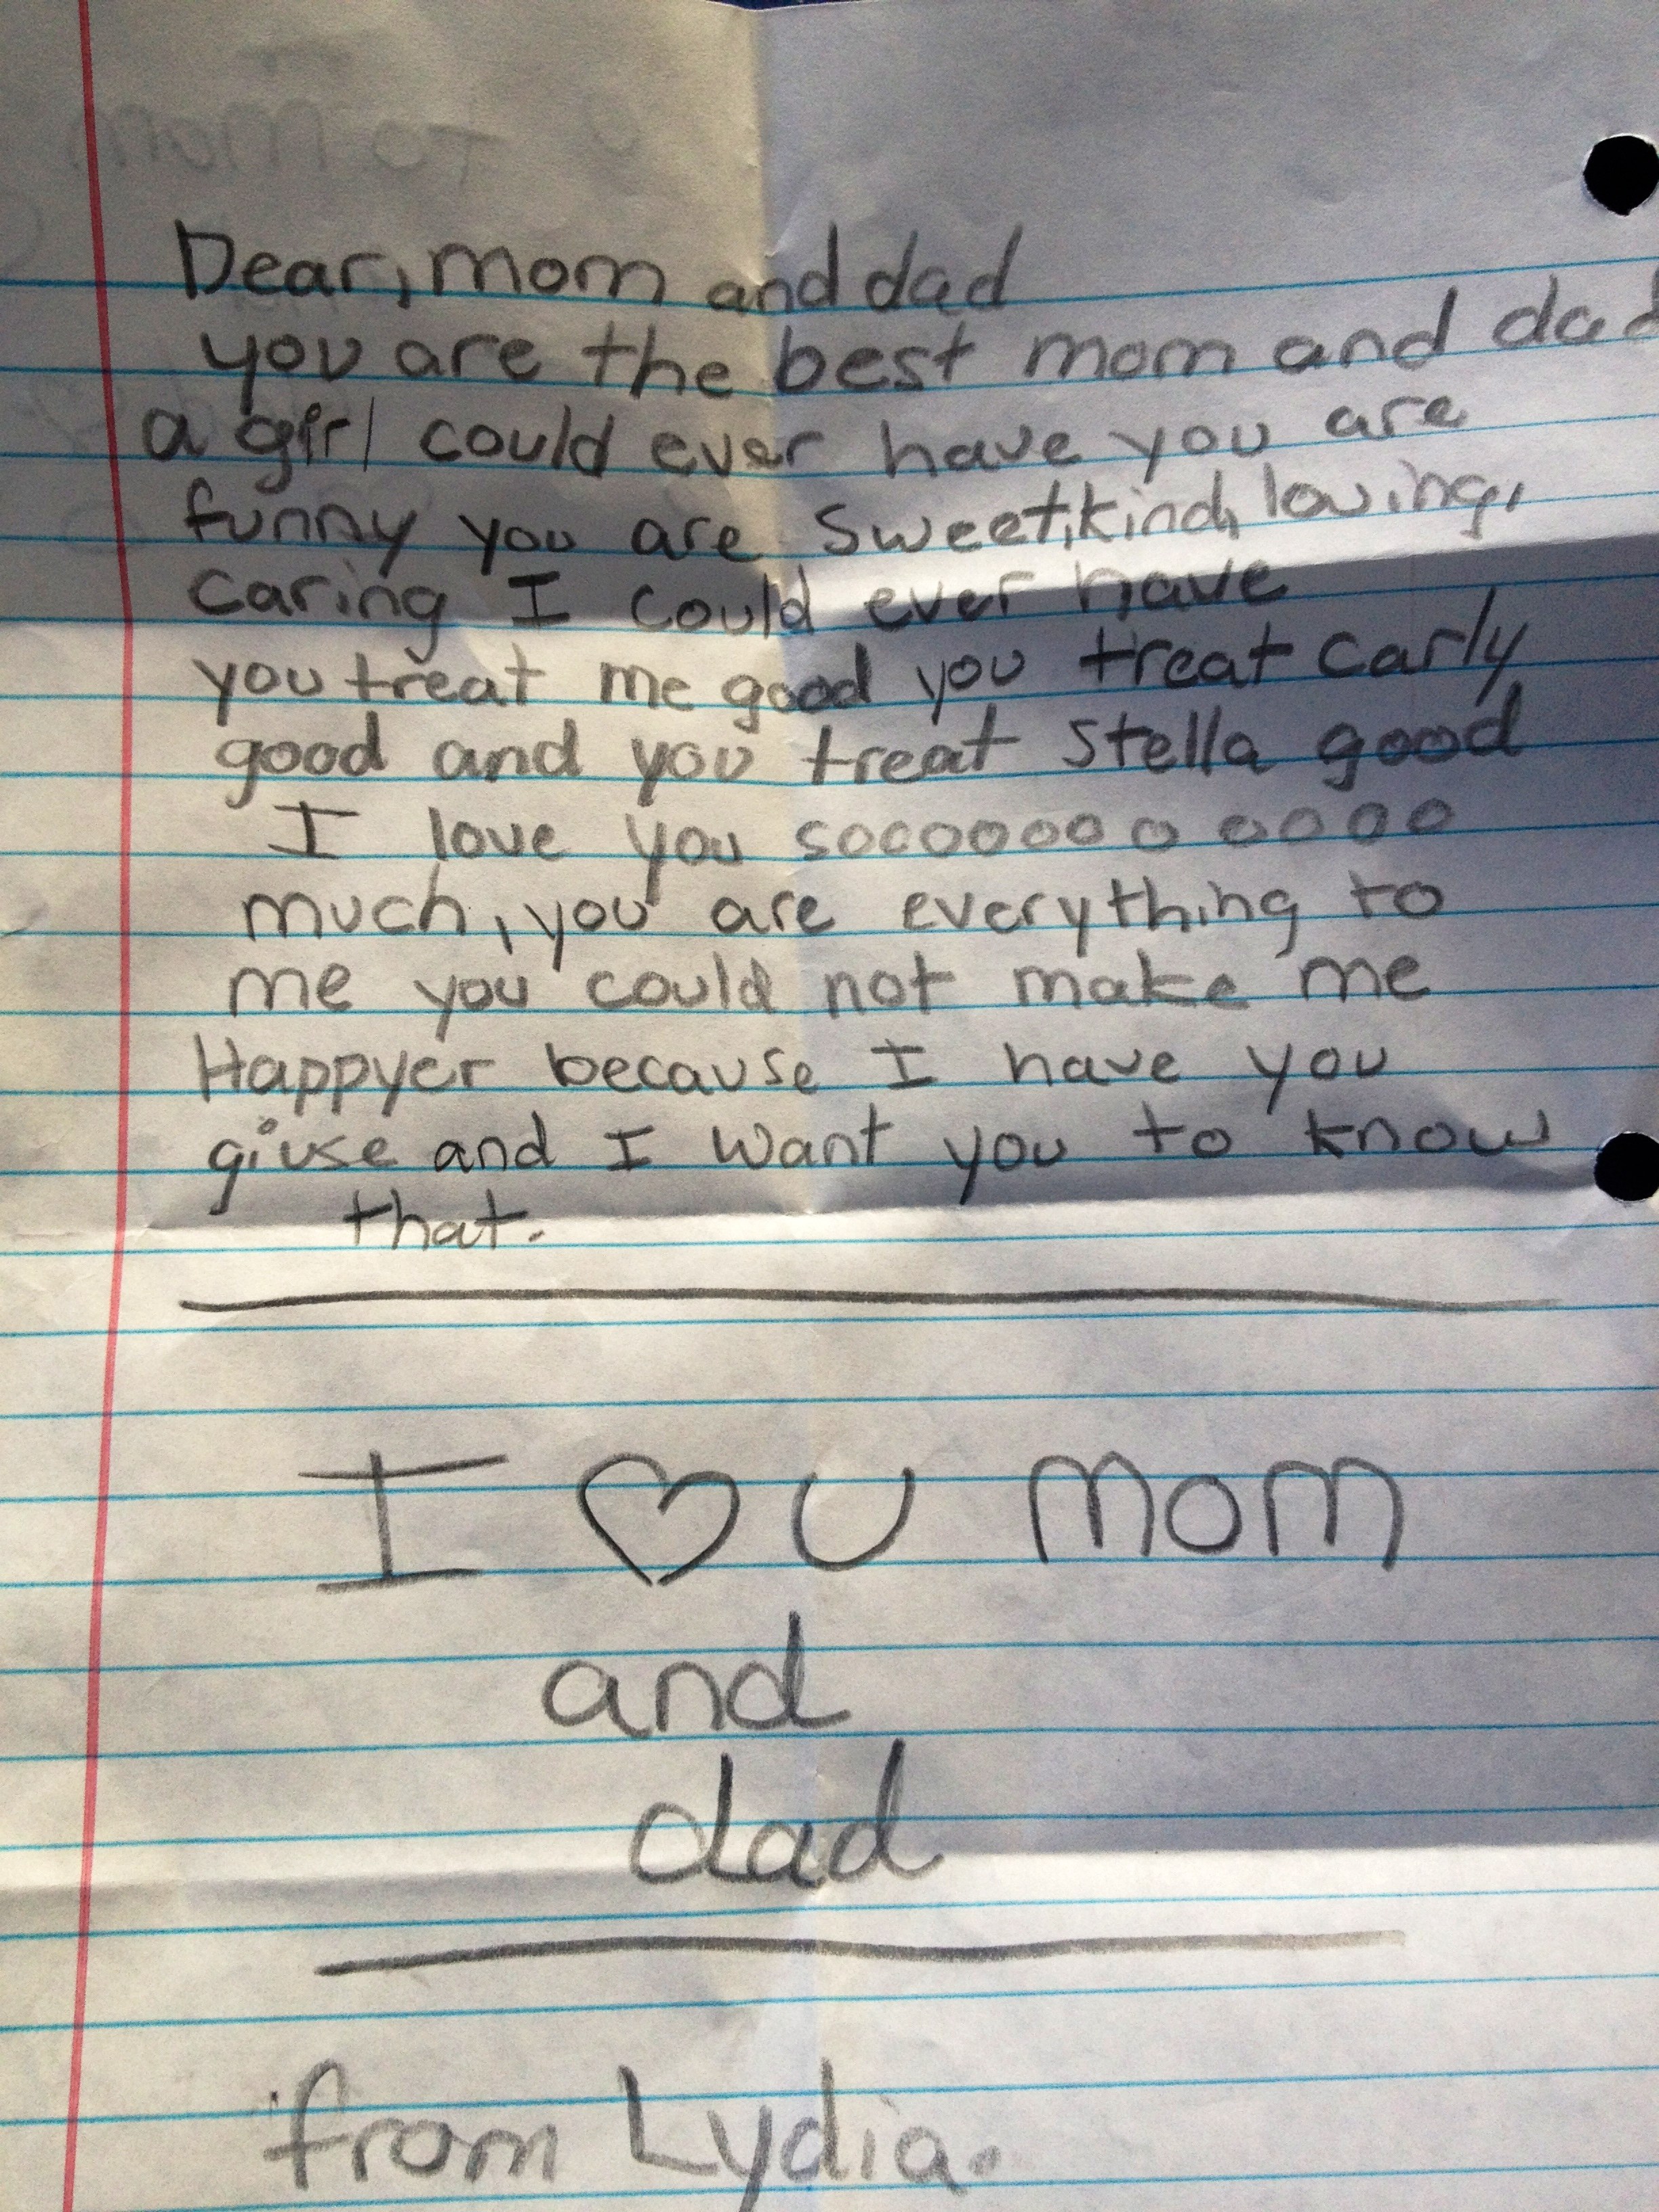 To mom
Dear, mom and dad
you are the best mom and dad
a girl could ever have you are
funny you are sweet, kind, loving,
caring I could ever have
you treat me good you treat carly
good and you treat stella good
I love you sooooooooooooo
much, you are everything to
me you could not make me
Happyer because I have you
giuse and I want you to know
that.
I ♡ U mom
and
dad
from Lydia.